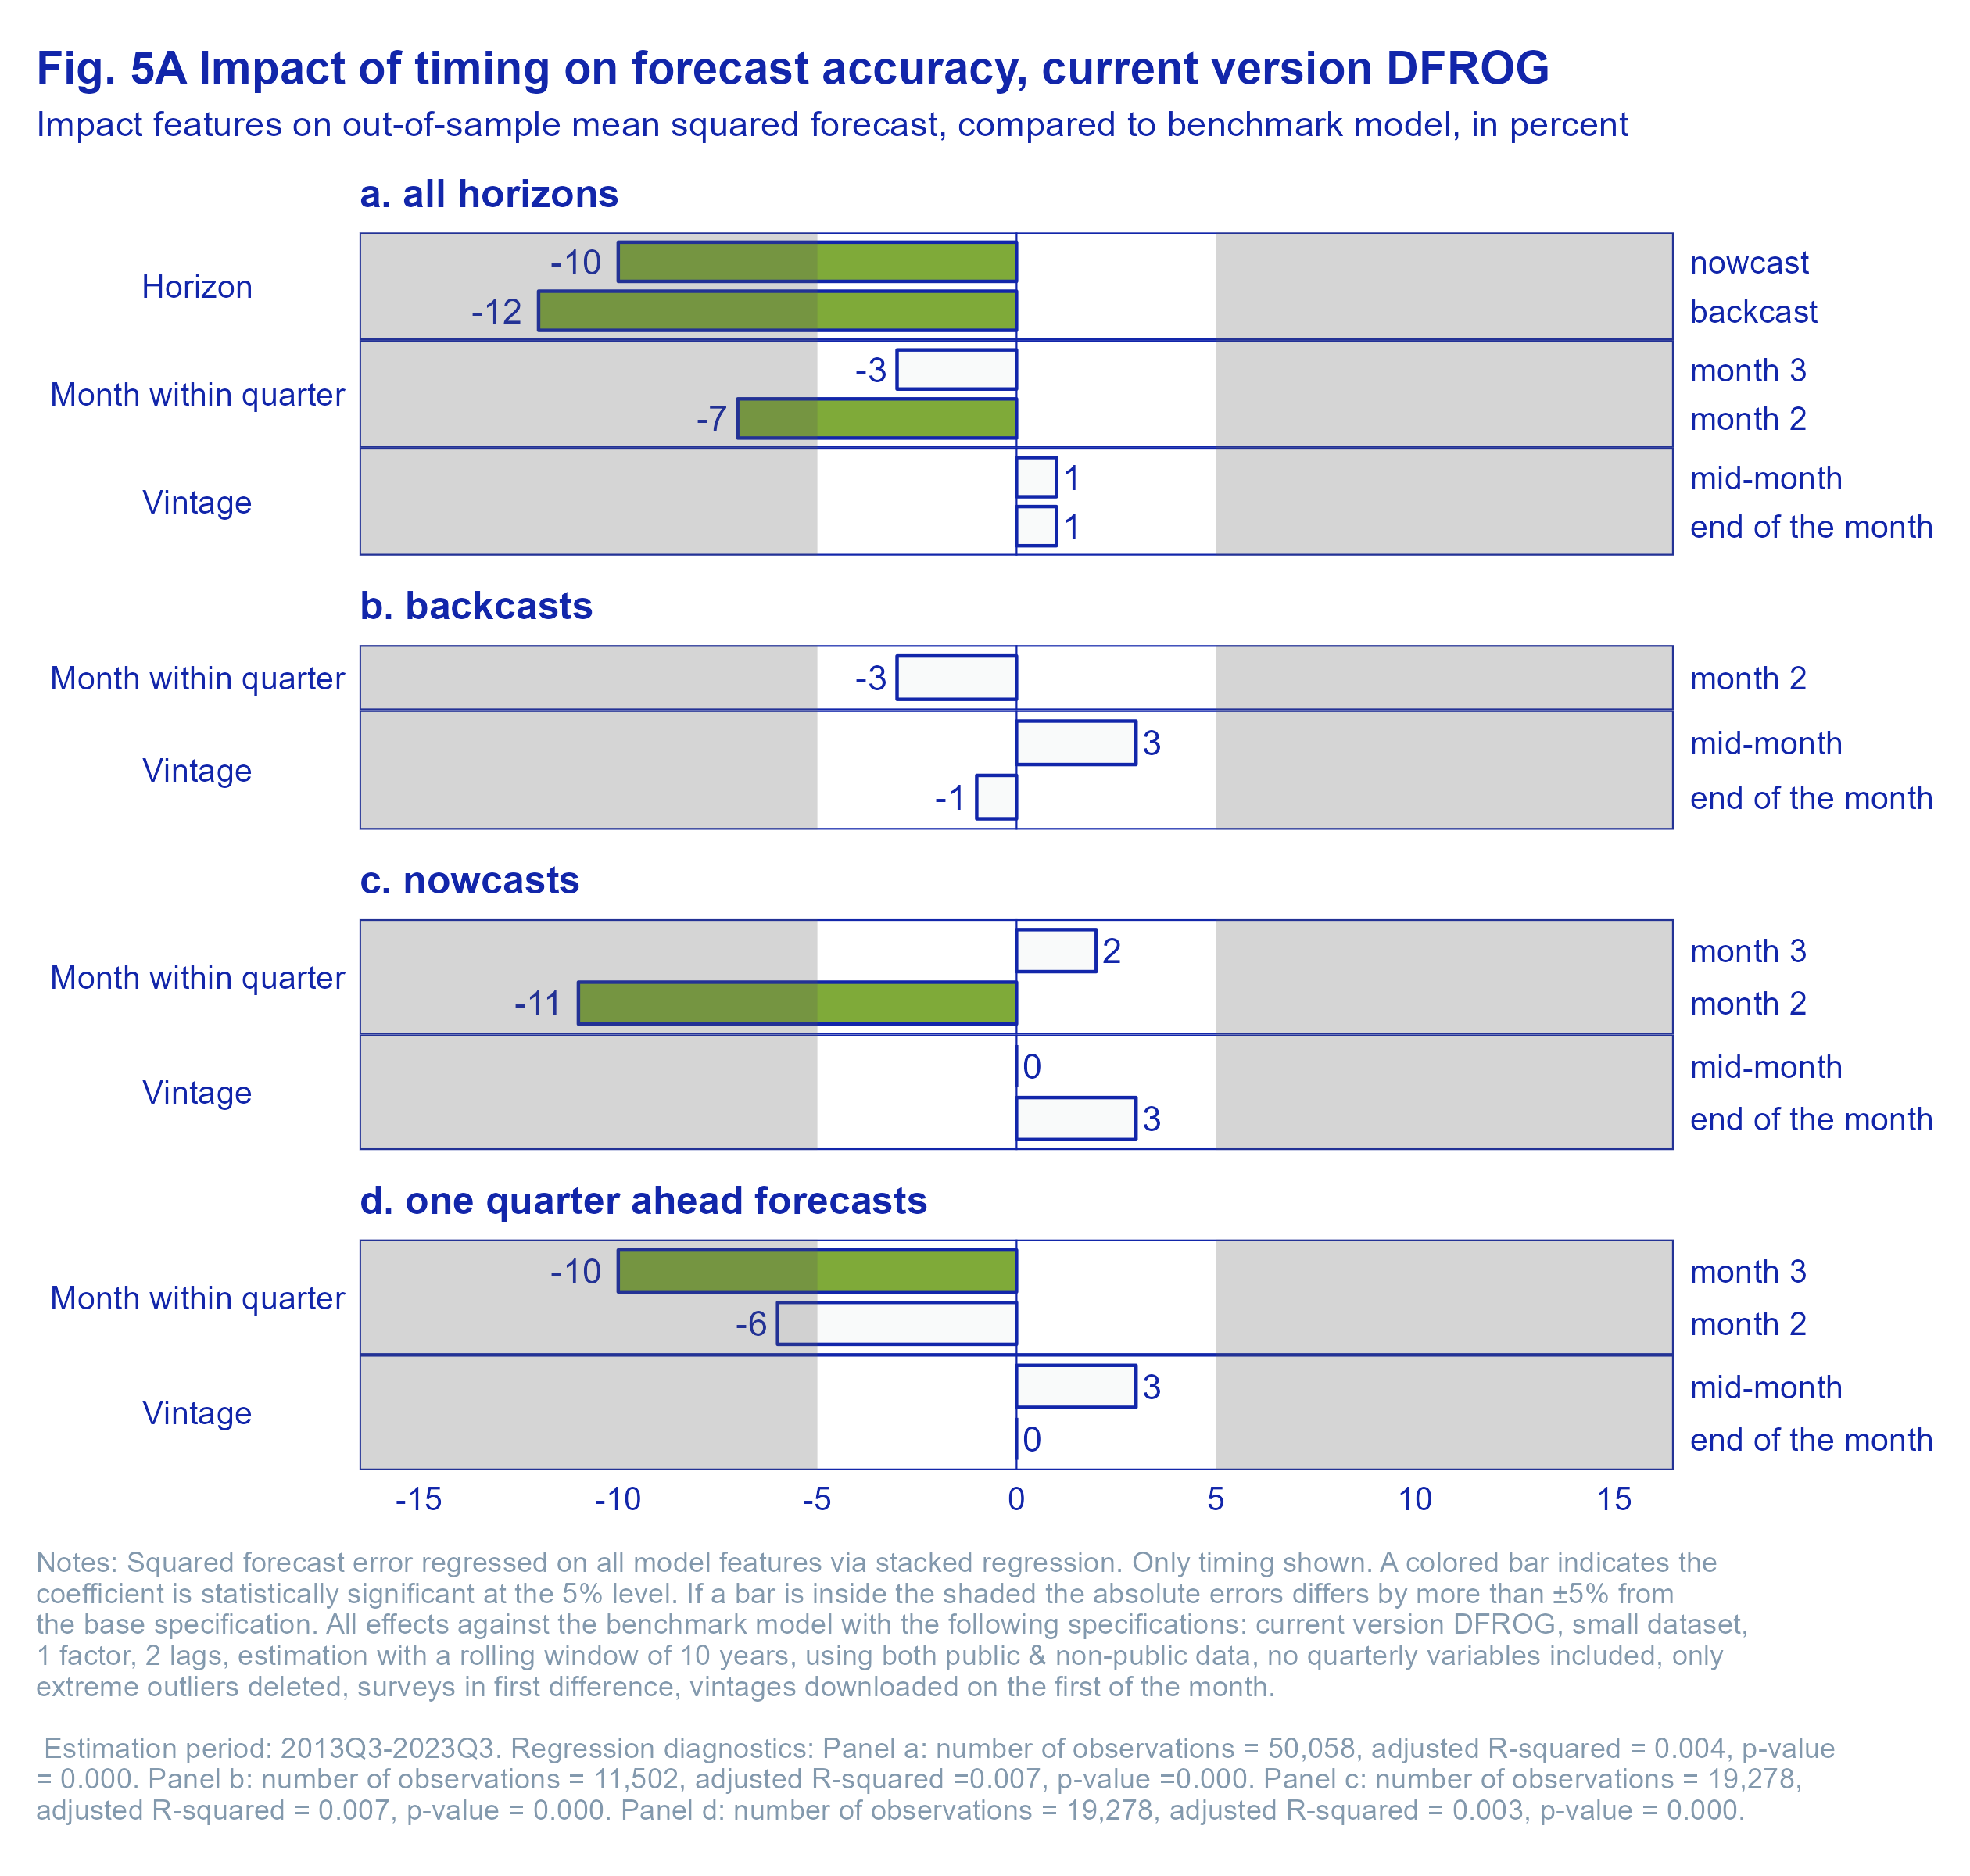 Fig. 5A Impact of timing on forecast accuracy, current version DFROG
Impact features on out-of-sample mean squared forecast, compared to benchmark model, in percent
a. all horizons
Horizon
-10
nowcast
-12
backcast
Month within quarter
-3
month 3
-7
month 2
Vintage
1
mid-month
1
end of the month
b. backcasts
Month within quarter
-3
month 2
Vintage
3
mid-month
-1
end of the month
c. nowcasts
Month within quarter
2
month 3
-11
month 2
Vintage
0
mid-month
3
end of the month
d. one quarter ahead forecasts
Month within quarter
-10
month 3
-6
month 2
Vintage
3
mid-month
0
end of the month
-15 -10 -5 0 5 10 15
Notes: Squared forecast error regressed on all model features via stacked regression. Only timing shown. A colored bar indicates the
coefficient is statistically significant at the 5% level. If a bar is inside the shaded the absolute errors differs by more than ±5% from
the base specification. All effects against the benchmark model with the following specifications: current version DFROG, small dataset,
1 factor, 2 lags, estimation with a rolling window of 10 years, using both public & non-public data, no quarterly variables included, only
extreme outliers deleted, surveys in first difference, vintages downloaded on the first of the month.
Estimation period: 2013Q3-2023Q3. Regression diagnostics: Panel a: number of observations = 50,058, adjusted R-squared = 0.004, p-value
= 0.000. Panel b: number of observations = 11,502, adjusted R-squared =0.007, p-value =0.000. Panel c: number of observations = 19,278,
adjusted R-squared = 0.007, p-value = 0.000. Panel d: number of observations = 19,278, adjusted R-squared = 0.003, p-value = 0.000.